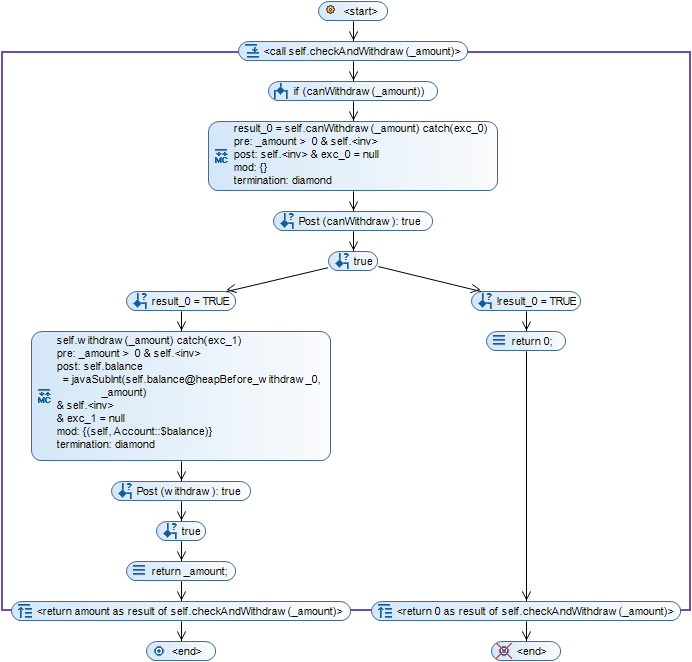 <start>
<call self.checkAndWithdraw (_amount)>
if (canWithdraw (_amount))
result_0 = self.canWithdraw (_amount) catch(exc_0)
pre: _amount > 0 & self.<inv>
post: self.<inv> & exc_0 = null
mod: {}
termination: diamond
MC
Post (canWithdraw ): true
true
result_0 = TRUE
!result_0 = TRUE
self.withdraw (_amount) catch(exc_1)
pre: _amount > 0 & self.<inv>
post: self.balance
= javaSubInt(self.balance@heapBefore_withdraw_0,
_amount)
& self.<inv>
& exc_1 = null
mod: {(self, Account::$balance)}
termination: diamond
MC
return 0;
Post (withdraw ): true
true
return _amount;
<return amount as result of self.checkAndWithdraw (_amount)>
<return 0 as result of self.checkAndWithdraw (_amount)>
<end>
<end>